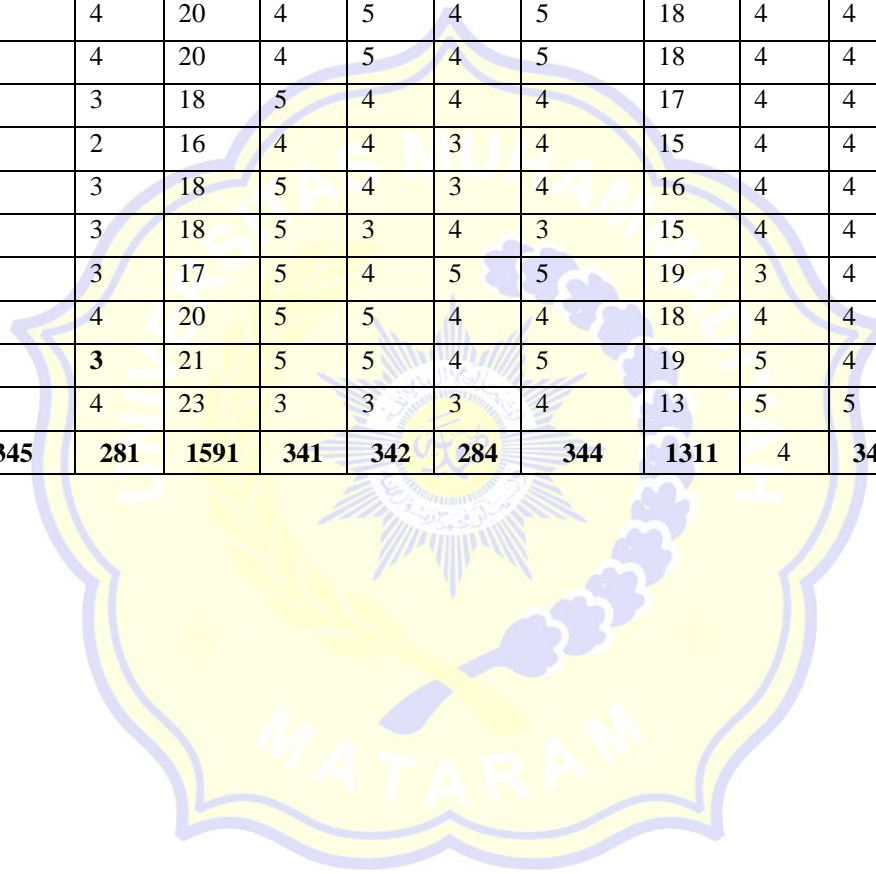 4 20 4 5 4 5 18 4 4
4 20 4 5 4 5 18 4 4
3 18 5 4 4 4 17 4 4
2 16 4 4 3 4 15 4 4
3 18 5 4 3 4 16 4 4
3 18 5 3 4 3 15 4 4
3 17 5 4 5 5 19 3 4
4 20 5 5 4 4 18 4 4
3 21 5 5 4 5 19 5 4
4 23 3 3 3 4 13 5 5
345 281 1591 341 342 284 344 1311 4 34
UNIVERSITAS MUHAMMADIYAH
MATARAM